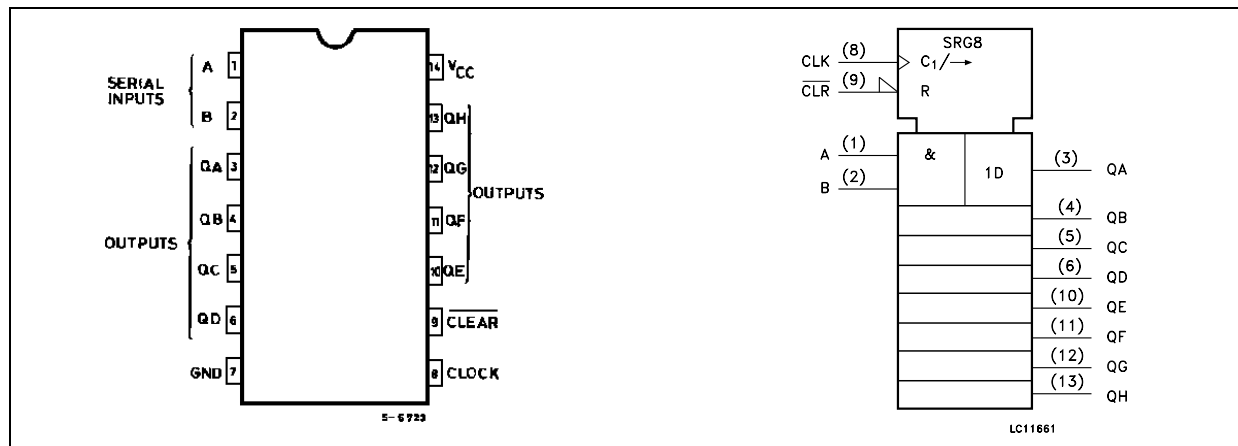 SERIAL
INPUTS
A 1
B 2
OUTPUTS
QA 3
QB 4
QC 5
QD 6
GND 7
14 VCC
13 QH
12 QG
11 QF
10 QE
OUTPUTS
9 CLEAR
8 CLOCK
S-6723
SRG8
CLK (8) C1/→
CLR (9) R
A (1) &
B (2)
1D
(3) QA
(4) QB
(5) QC
(6) QD
(10) QE
(11) QF
(12) QG
(13) QH
LC11661